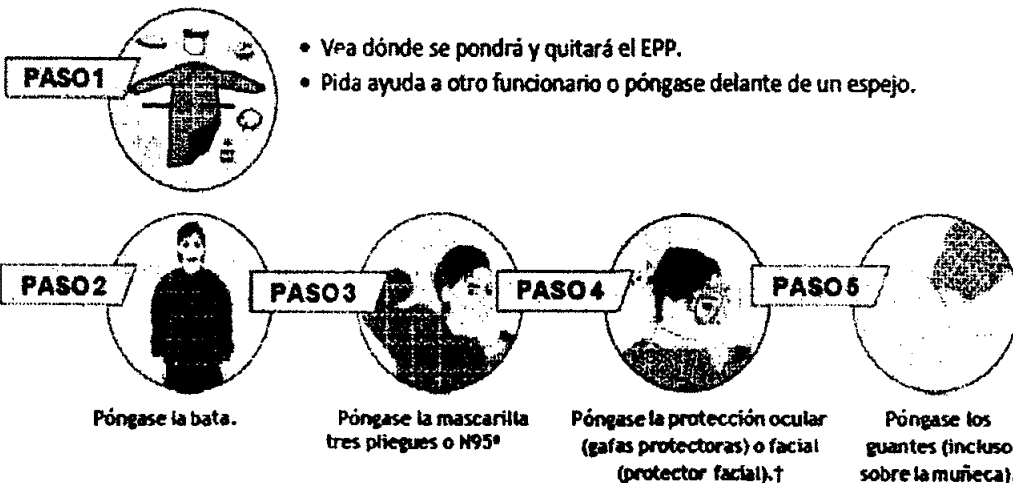 PASO1
• Vea dónde se pondrá y quitará el EPP.
• Pida ayuda a otro funcionario o póngase delante de un espejo.
PASO2
Póngase la bata.
PASO3
Póngase la mascarilla
tres pliegues o N95*
PASO4
Póngase la protección ocular
(gafas protectoras) o facial
(protector facial).†
PASO5
Póngase los
guantes (incluso
sobre la muñeca)